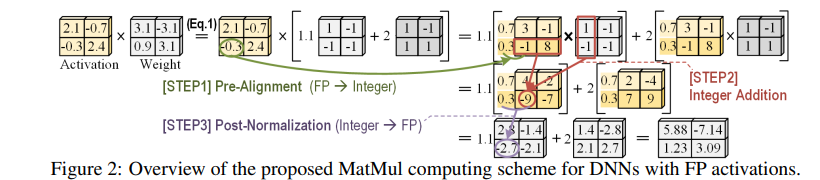 2.1 -0.7 3.1 -3.1 (Eq.1) 2.1 -0.7 1 -1 1 -1 0.7 3 -1 1 -1 0.7 3 -1 1 -1
× = × 1.1 + 2 = 1.1 × + 2 ×
-0.3 2.4 0.9 3.1 -0.3 2.4 -1 -1 1 1 0.3 -1 8 -1 -1 0.3 -1 8 1 1
Activation Weight
[STEP1] Pre-Alignment (FP → Integer)
0.7 4 -2 0.7 2 -4
= 1.1 + 2
0.3 -9 -7 0.3 7 9
[STEP2]
Integer Addition
[STEP3] Post-Normalization (Integer → FP)
2.8 -1.4 1.4 -2.8 5.88 -7.14
= 1.1 + 2 =
-2.7 -2.1 2.1 2.7 1.23 3.09
Figure 2: Overview of the proposed MatMul computing scheme for DNNs with FP activations.